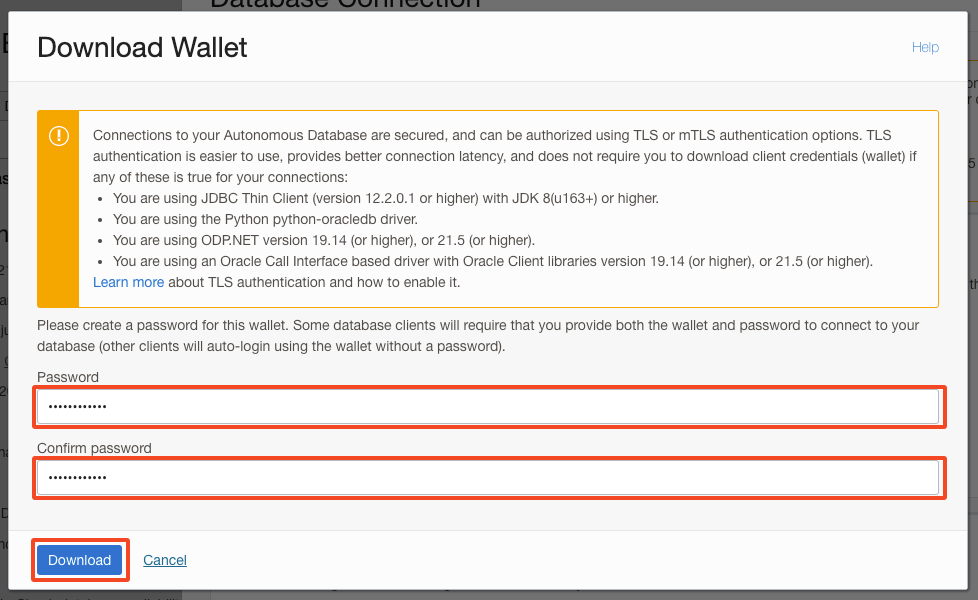 Database Connection
Download Wallet
Help
Connections to your Autonomous Database are secured, and can be authorized using TLS or mTLS authentication options. TLS
authentication is easier to use, provides better connection latency, and does not require you to download client credentials (wallet) if
any of these is true for your connections:
• You are using JDBC Thin Client (version 12.2.0.1 or higher) with JDK 8(u163+) or higher.
• You are using the Python python-oracledb driver.
• You are using ODP.NET version 19.14 (or higher), or 21.5 (or higher).
• You are using an Oracle Call Interface based driver with Oracle Client libraries version 19.14 (or higher), or 21.5 (or higher).
Learn more about TLS authentication and how to enable it.
Please create a password for this wallet. Some database clients will require that you provide both the wallet and password to connect to your
database (other clients will auto-login using the wallet without a password).
Password
••••••••••••
Confirm password
••••••••••••
Download Cancel